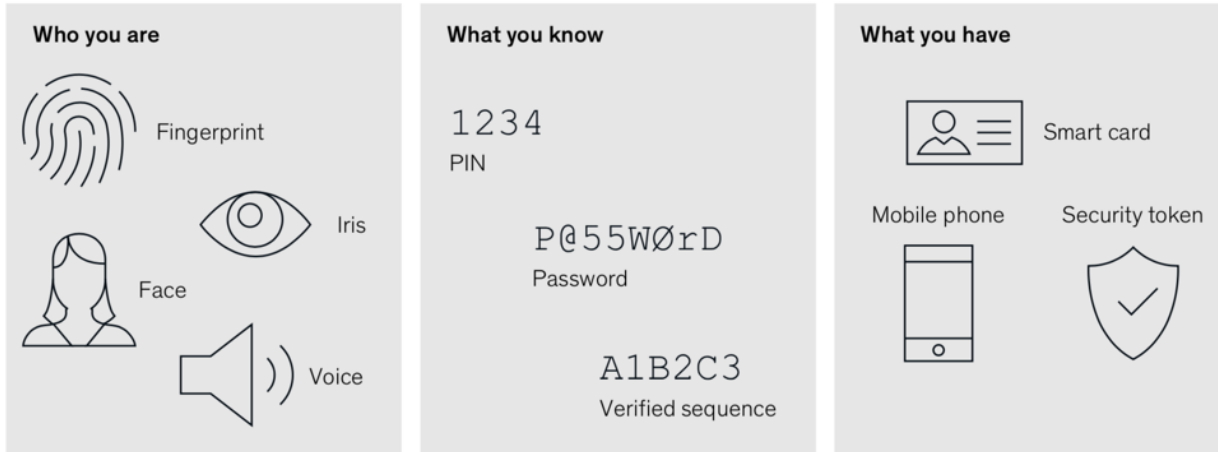 Who you are
Fingerprint
Iris
Face
Voice
What you know
1234
PIN
P@55WØrD
Password
A1B2C3
Verified sequence
What you have
Smart card
Mobile phone
Security token